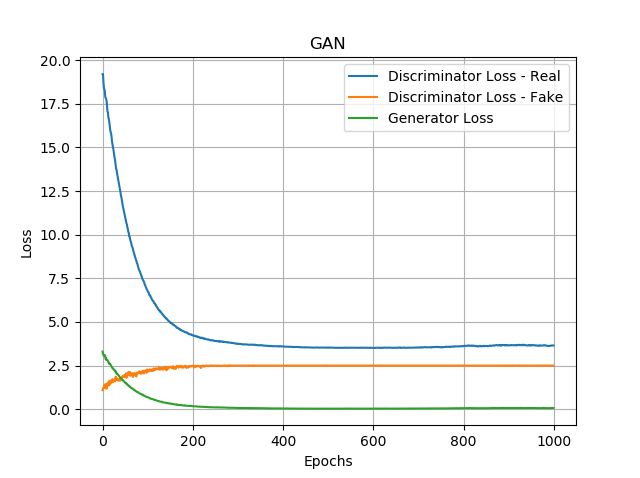 GAN
20.0
17.5
15.0
12.5
10.0
7.5
5.0
2.5
0.0
Loss
Discriminator Loss - Real
Discriminator Loss - Fake
Generator Loss
0 200 400 600 800 1000
Epochs